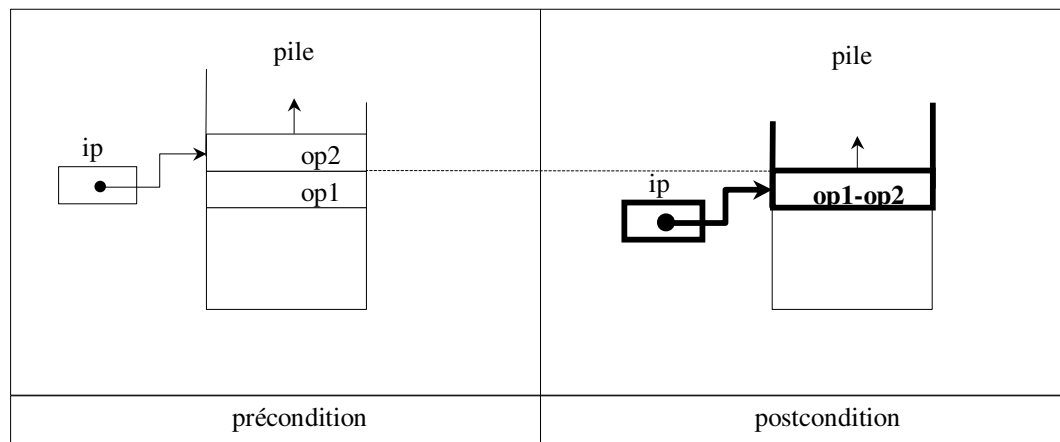 pile
ip
op2
op1
précondition
pile
ip
op1-op2
postcondition